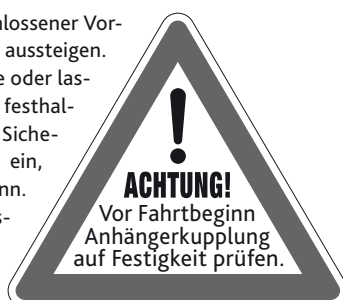 hlossener Vor-
aussteigen.
e oder las-
festhal-
Siche-
ein,
nn.
s-
!
ACHTUNG!
Vor Fahrtbeginn
Anhängerkupplung
auf Festigkeit prüfen.